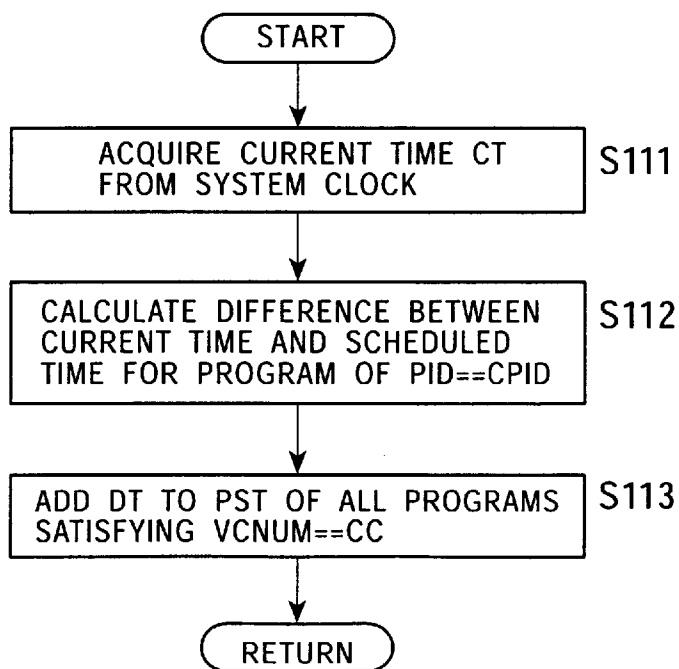 START
ACQUIRE CURRENT TIME CT
FROM SYSTEM CLOCK
S111
CALCULATE DIFFERENCE BETWEEN
CURRENT TIME AND SCHEDULED
TIME FOR PROGRAM OF PID==CPID
S112
ADD DT TO PST OF ALL PROGRAMS
SATISFYING VCNUM==CC
S113
RETURN